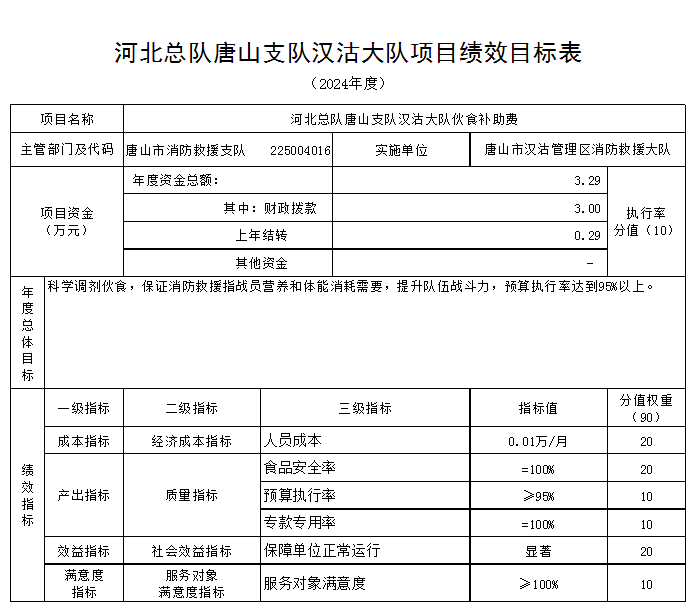 河北总队唐山支队汉沽大队项目绩效目标表
（2024年度）
项目名称 河北总队唐山支队汉沽大队伙食补助费
主管部门及代码 唐山市消防救援支队 225004016 实施单位 唐山市汉沽管理区消防救援大队
项目资金
（万元）
年度资金总额： 3.29
其中：财政拨款 3.00
上年结转 0.29
其他资金 -
执行率
分值（10）
年度总体目标
科学调剂伙食，保证消防救援指战员营养和体能消耗需要，提升队伍战斗力，预算执行率达到95%以上。
绩效指标
一级指标 二级指标 三级指标 指标值 分值权重
（90）
成本指标 经济成本指标 人员成本 0.01万/月 20
产出指标 质量指标 食品安全率 =100% 20
预算执行率 ≥95% 10
专款专用率 =100% 10
效益指标 社会效益指标 保障单位正常运行 显著 20
满意度
指标
服务对象
满意度指标
服务对象满意度 ≥100% 10